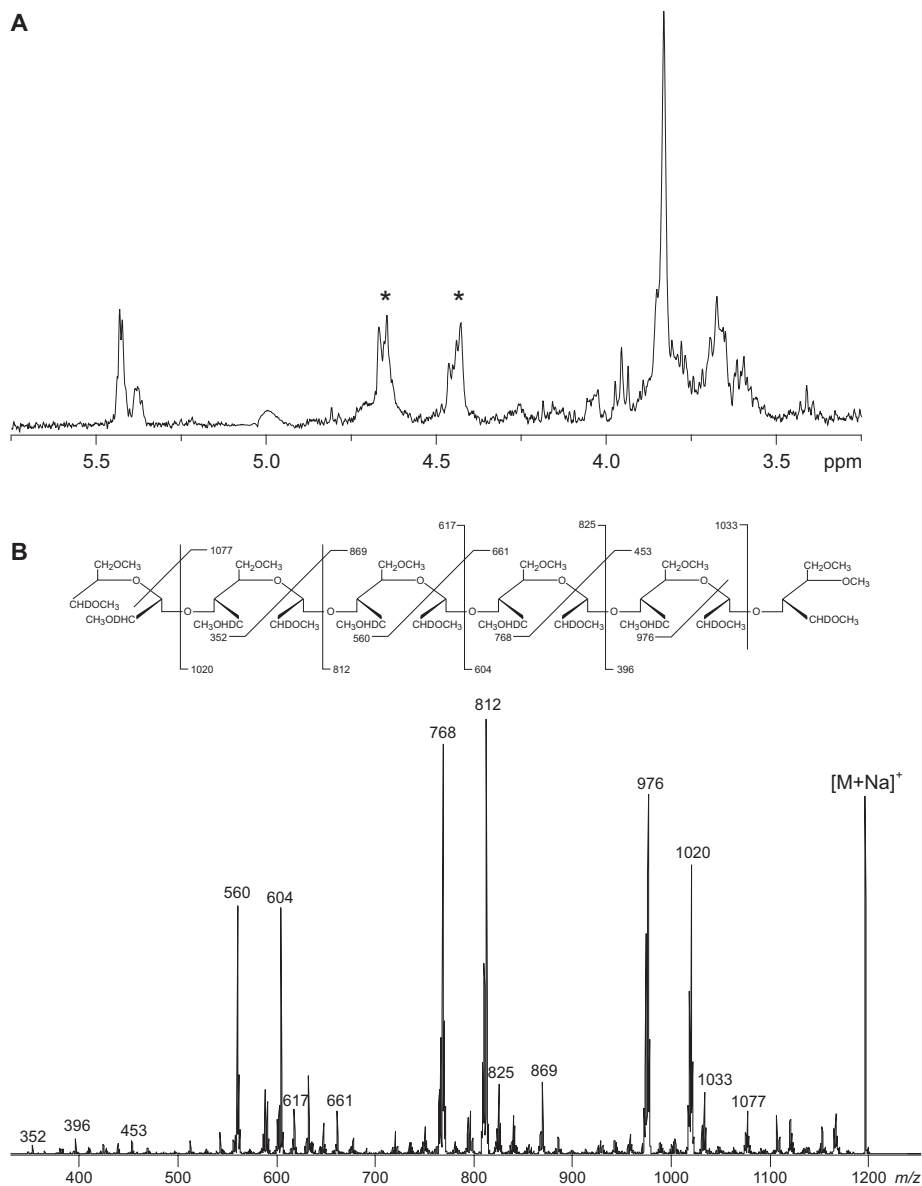 A
* *
5.5 5.0 4.5 4.0 3.5 ppm
B
1077 869 617 661 825 453 1033
CH2OCH3 CH2OCH3 CH2OCH3 CH2OCH3 CH2OCH3 CH2OCH3
O O O O O OCH3
CHDOCH3 CHDOCH3 CHDOCH3 CHDOCH3 CHDOCH3 CHDOCH3
CH3ODHC O CH3OHDC O CH3OHDC O CH3OHDC O CH3OHDC O
352 560 768 976
1020 812 604 396
812
768
976
[M+Na]+
1020
560 604
825 869
1033
617 661 1077
352 396 453
400 500 600 700 800 900 1000 1100 1200 m/z